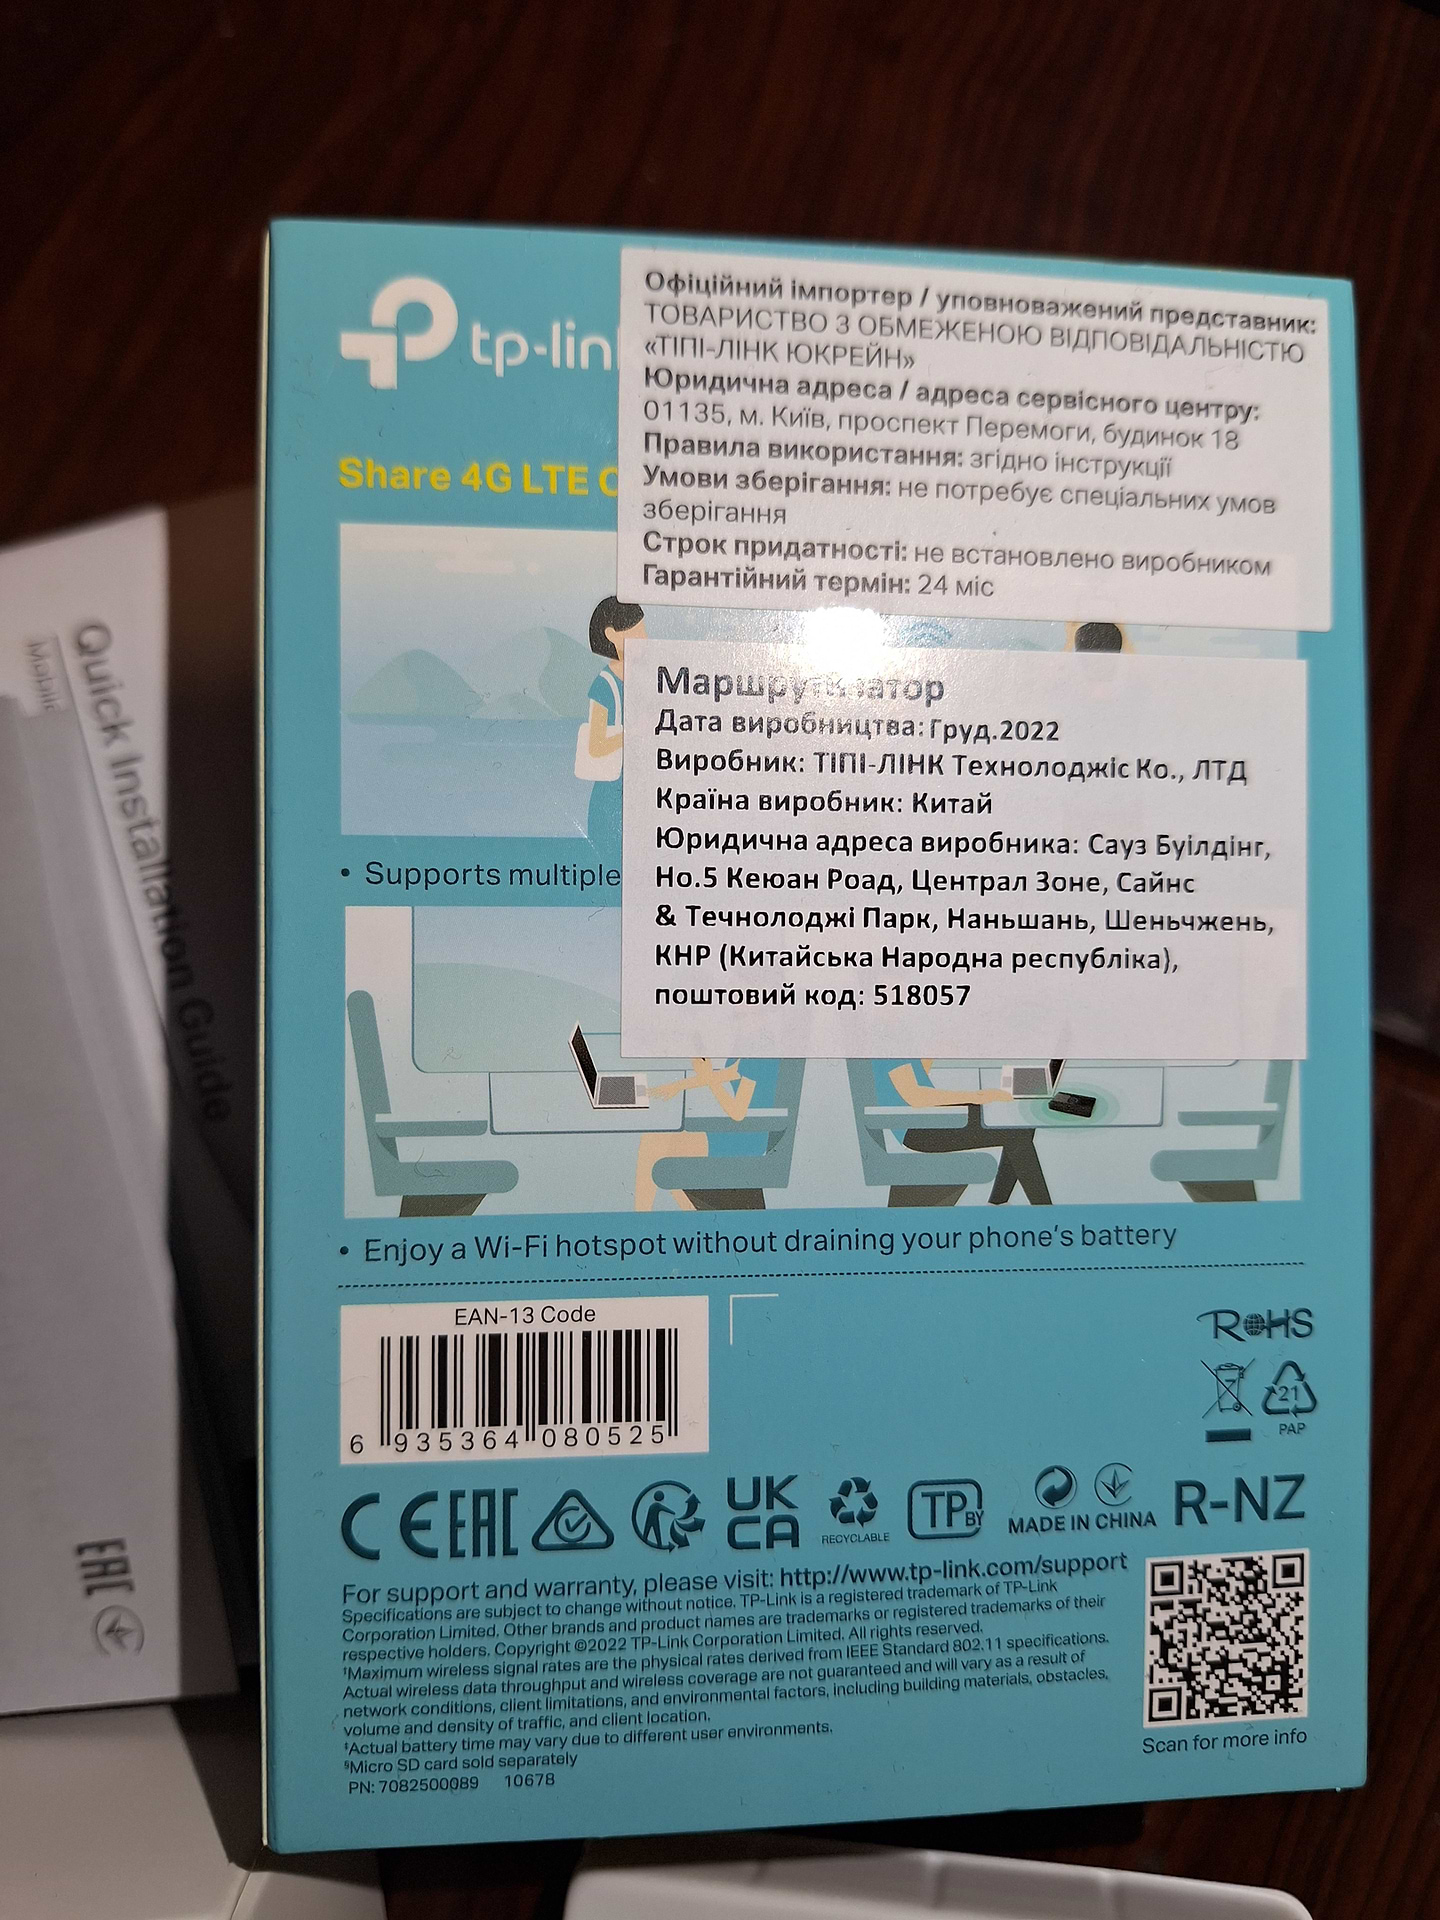 tp-lin
Share 4G LTE
Офіційний імпортер / уповноважений представник:
ТОВАРИСТВО З ОБМЕЖЕНОЮ ВІДПОВІДАЛЬНІСТЮ
«ТІПІ-ЛІНК ЮКРЕЙН»
Юридична адреса / адреса сервісного центру:
01135, м. Київ, проспект Перемоги, будинок 18
Правила використання: згідно інструкції
Умови зберігання: не потребує спеціальних умов
зберігання
Строк придатності: не встановлено виробником
Гарантійний термін: 24 міс
Маршрутизатор
Дата виробництва: Груд.2022
Виробник: ТІПІ-ЛІНК Технолоджіс Ко., ЛТД
Країна виробник: Китай
Юридична адреса виробника: Сауз Буілдінг,
Но.5 Кеюан Роад, Централ Зоне, Сайнс
& Течнолоджі Парк, Наньшань, Шеньчжень,
КНР (Китайська Народна республіка),
поштовий код: 518057
• Supports multiple
• Enjoy a Wi-Fi hotspot without draining your phone's battery
EAN-13 Code
6 935364 080525
RoHS
21
PAP
CE EAC
UK
CA
RECYCLABLE
TP BY
MADE IN CHINA
R-NZ
For support and warranty, please visit: http://www.tp-link.com/support
Specifications are subject to change without notice. TP-Link is a registered trademark of TP-Link
Corporation Limited. Other brands and product names are trademarks or registered trademarks of their
respective holders. Copyright ©2022 TP-Link Corporation Limited. All rights reserved.
†Maximum wireless signal rates are the physical rates derived from IEEE Standard 802.11 specifications.
Actual wireless data throughput and wireless coverage are not guaranteed and will vary as a result of
network conditions, client limitations, and environmental factors, including building materials, obstacles,
volume and density of traffic, and client location.
‡Actual battery time may vary due to different user environments.
§Micro SD card sold separately
PN: 7082500089 10678
Scan for more info
Quick Installation Guide
Mobile
EAC